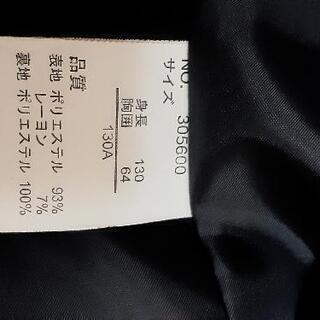 NO. 305600
サイズ
身長 130
胸囲 64
130A
品質
表地 ポリエステル 93%
レーヨン 7%
裏地 ポリエステル 100%